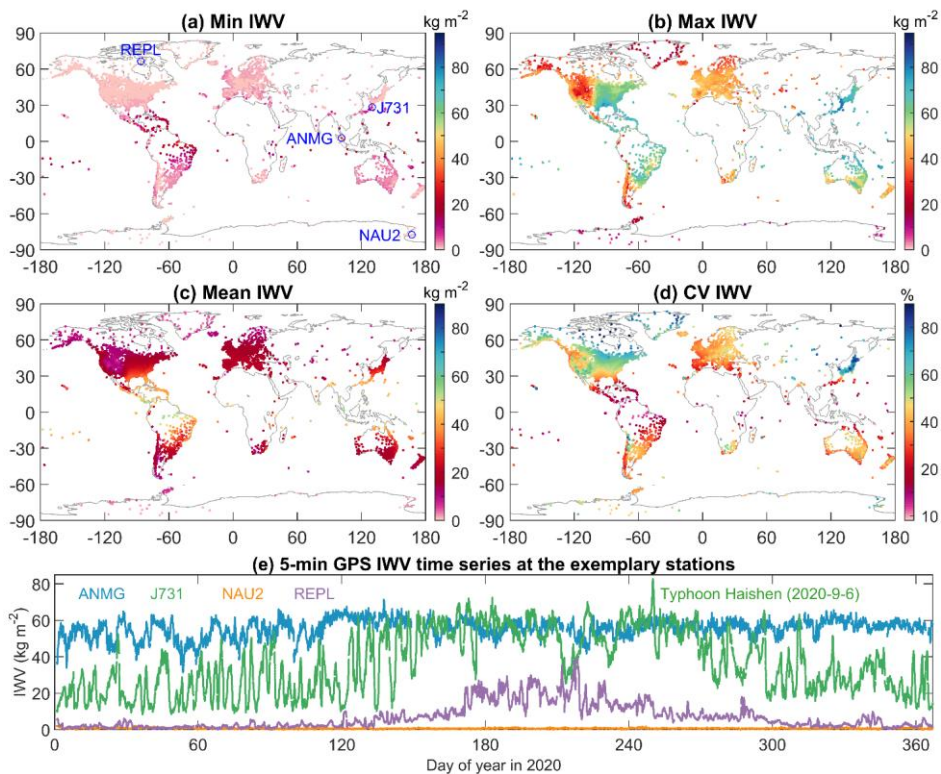 (a) Min IWV
kg m⁻²
(b) Max IWV
kg m⁻²
90
60
30
0
-30
-60
-90
REPL
J731
ANMG
NAU2
80
60
40
20
0
90
60
30
0
-30
-60
-90
80
60
40
20
0
-180 -120 -60 0 60 120 180
-180 -120 -60 0 60 120 180
(c) Mean IWV
kg m⁻²
(d) CV IWV
%
90
60
30
0
-30
-60
-90
80
60
40
20
0
90
60
30
0
-30
-60
-90
80
60
40
20
10
-180 -120 -60 0 60 120 180
-180 -120 -60 0 60 120 180
(e) 5-min GPS IWV time series at the exemplary stations
ANMG J731 NAU2 REPL Typhoon Haishen (2020-9-6)
IWV (kg m⁻²)
80
60
40
20
0
0 60 120 180 240 300 360
Day of year in 2020